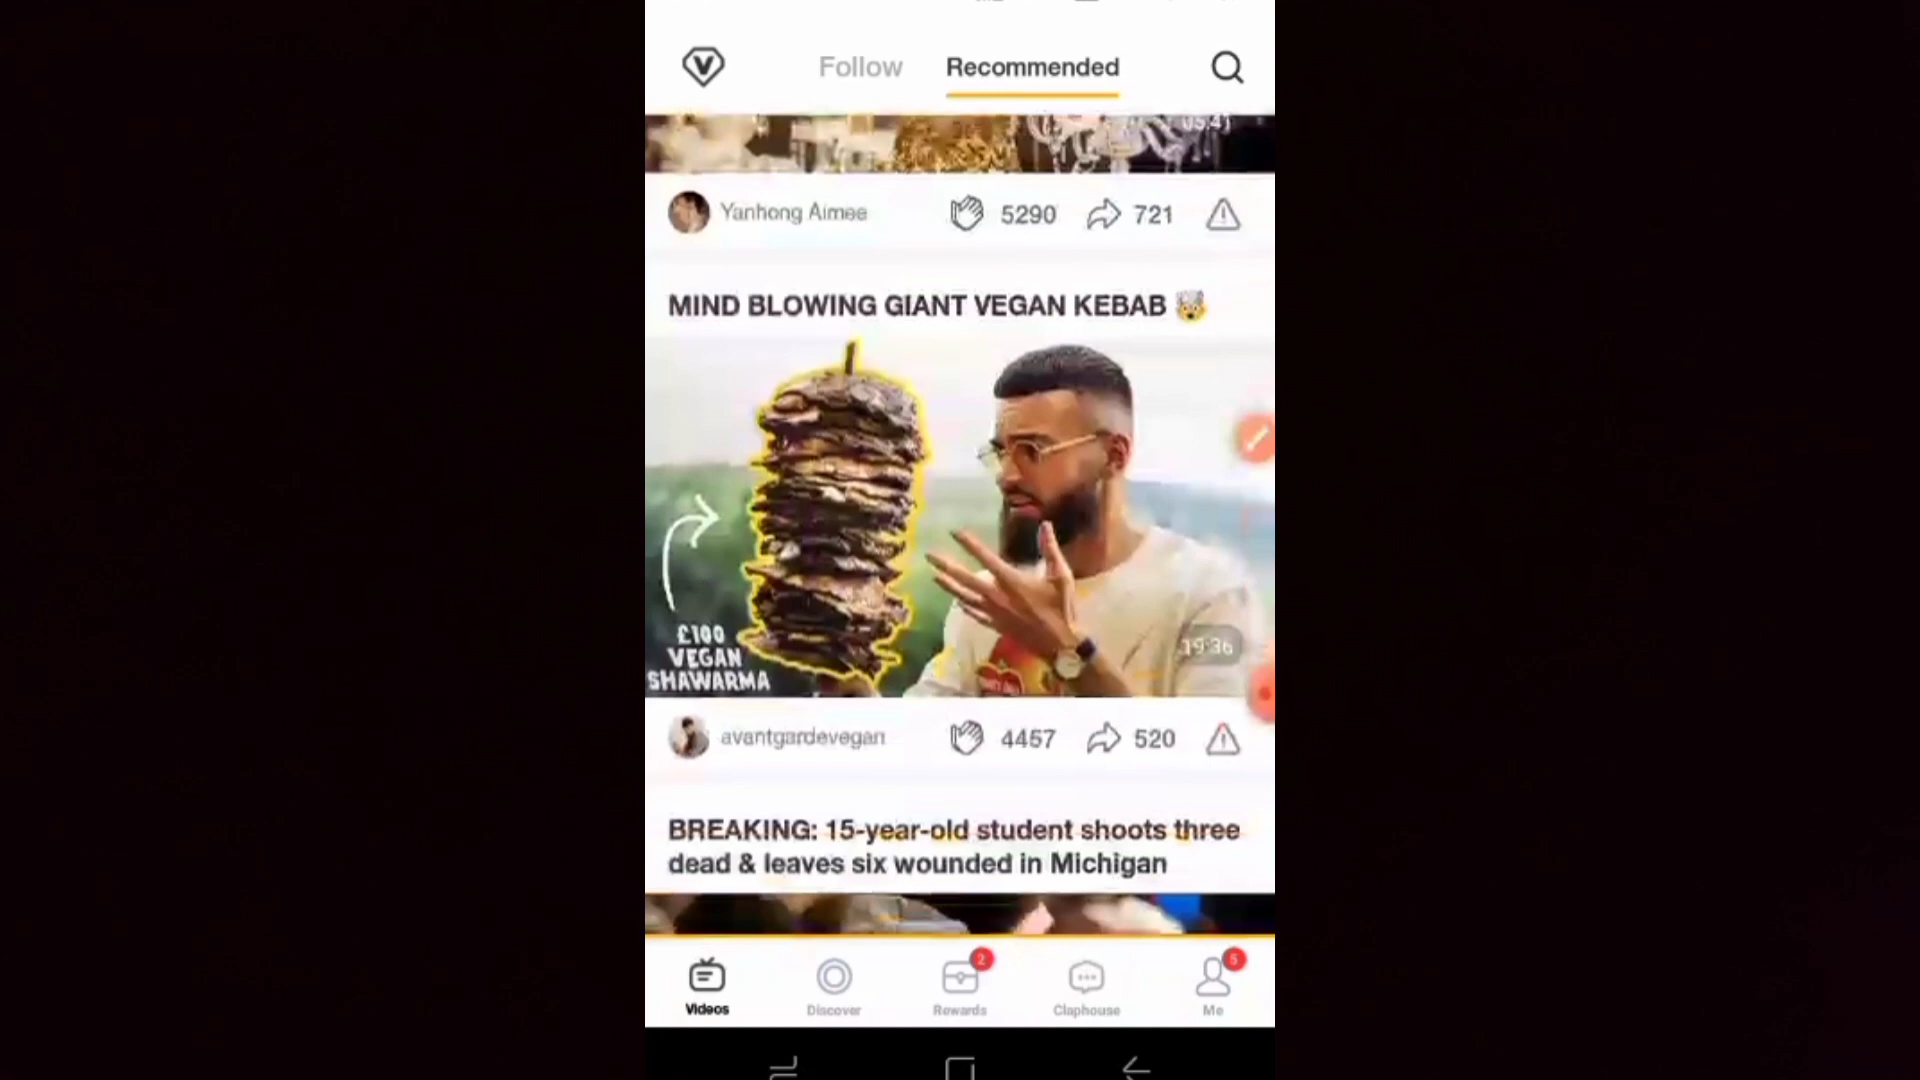 Follow
Recommended
05:41
Yanhong Aimee
5290
721
MIND BLOWING GIANT VEGAN KEBAB 🤯
£100
VEGAN
SHAWARMA
19:36
avantgardevegan
4457
520
BREAKING: 15-year-old student shoots three
dead & leaves six wounded in Michigan
2
5
Videos
Discover
Rewards
Claphouse
Me